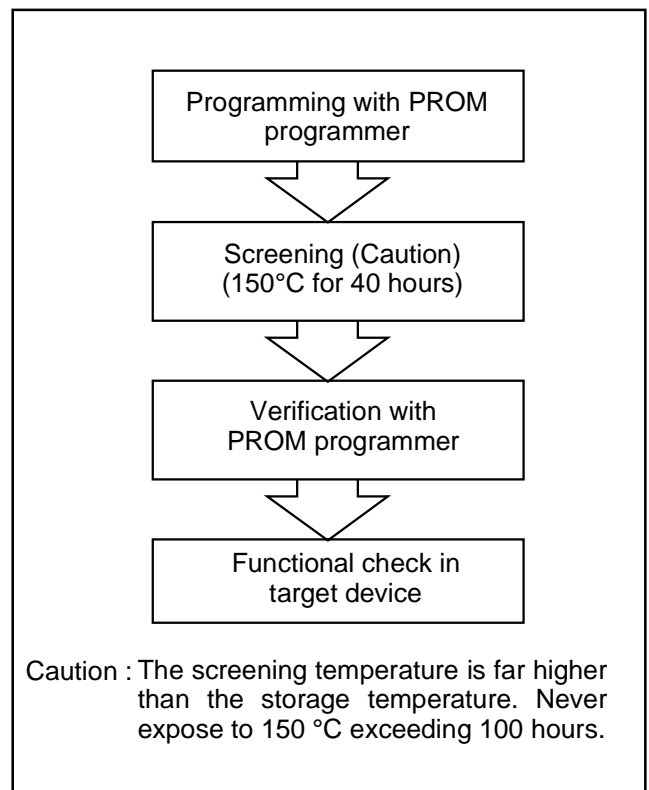 Programming with PROM
programmer
Screening (Caution)
(150°C for 40 hours)
Verification with
PROM programmer
Functional check in
target device
Caution : The screening temperature is far higher
than the storage temperature. Never
expose to 150 °C exceeding 100 hours.